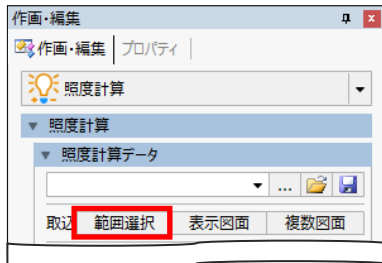 作画・編集
作画・編集 プロパティ
照度計算
照度計算
照度計算データ
...
取込 範囲選択 表示図面 複数図面